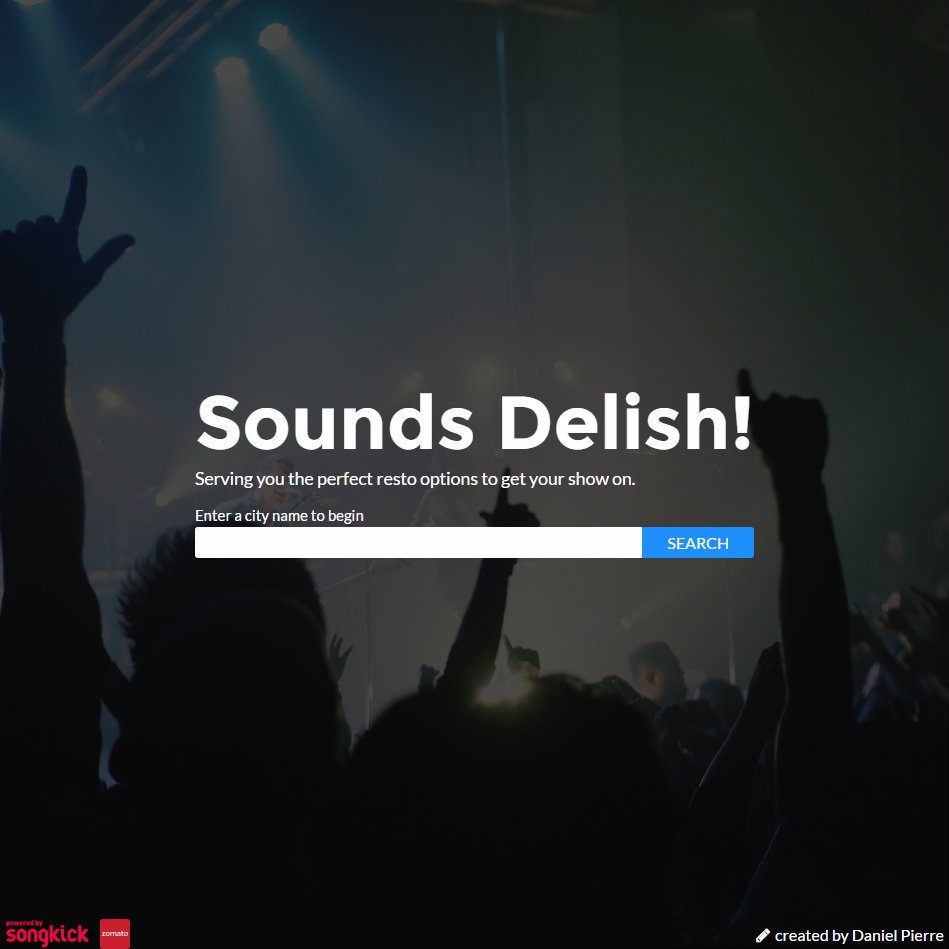 Sounds Delish!
Serving you the perfect resto options to get your show on.
Enter a city name to begin
SEARCH
powered by
songkick
zomato
created by Daniel Pierre